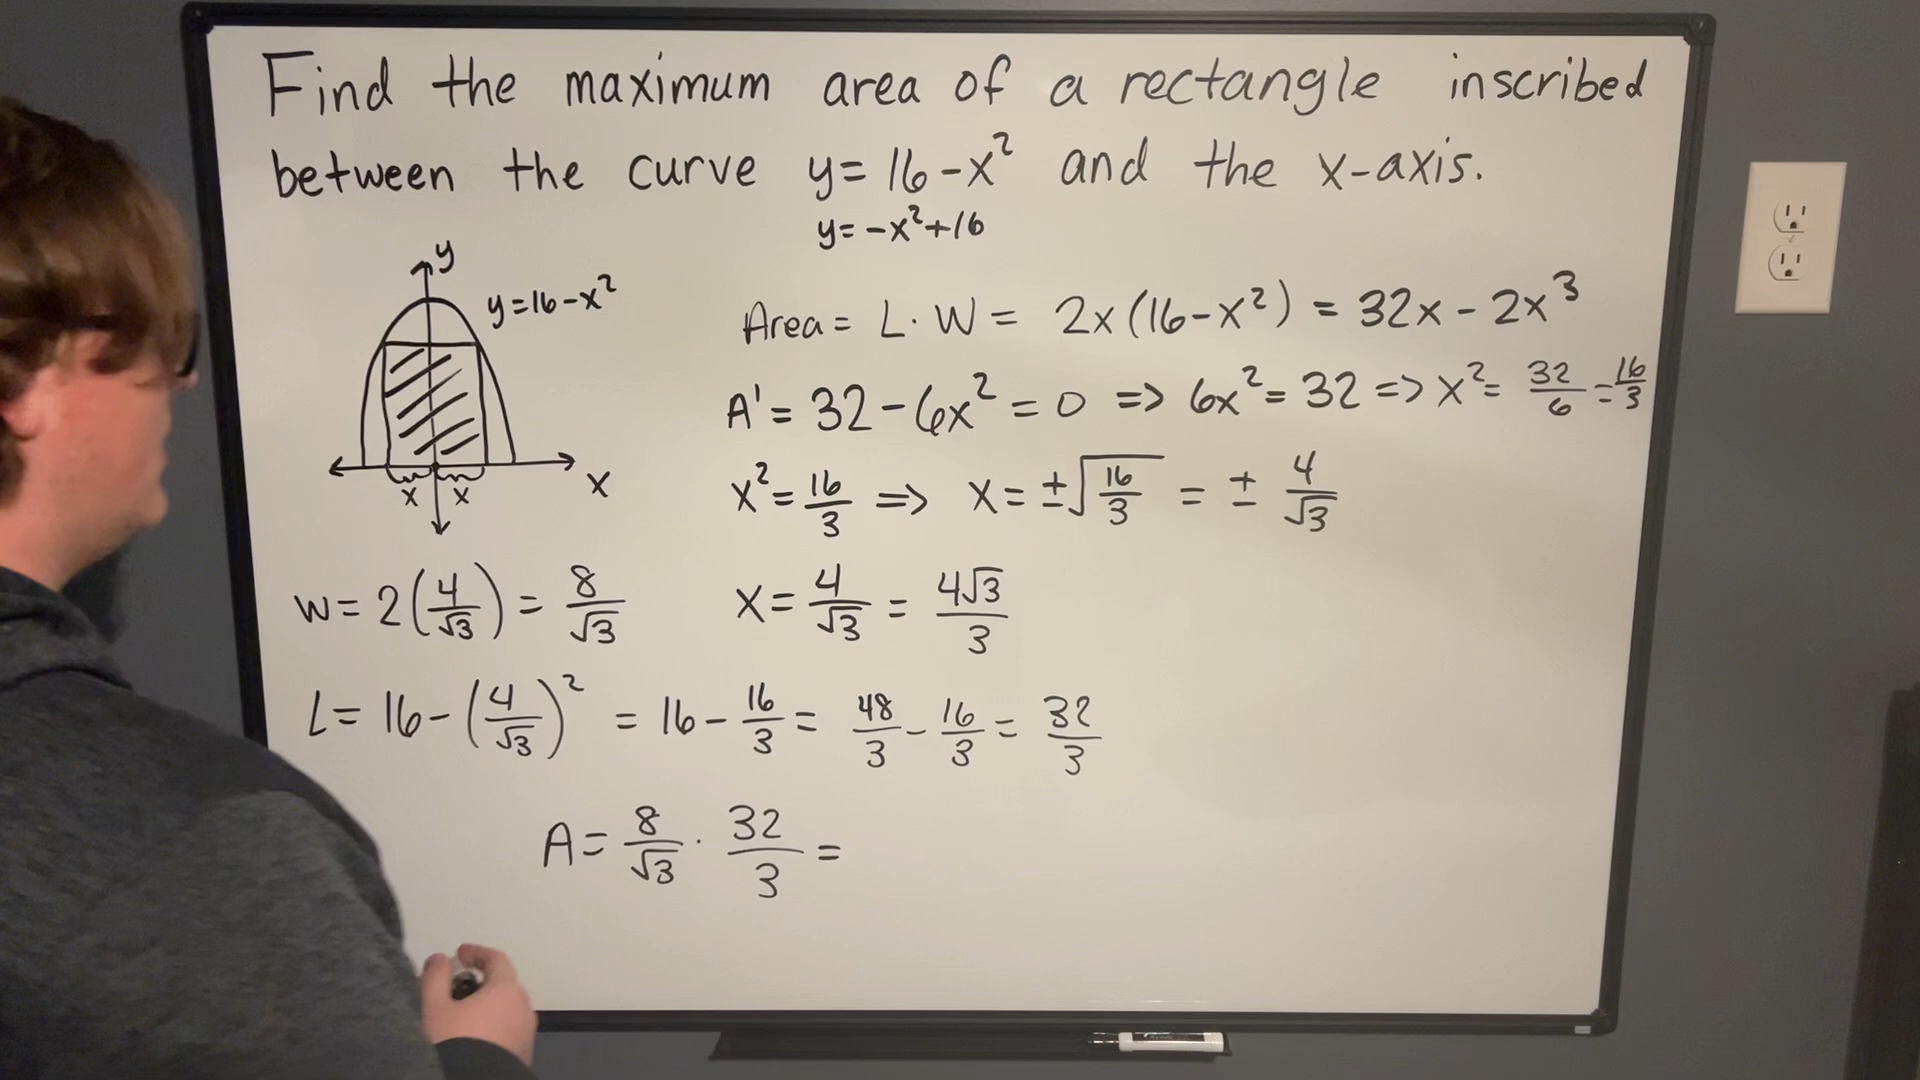 Find the maximum area of a rectangle inscribed
between the curve y=16-x² and the x-axis.
y=-x²+16
y
y=16-x²
x
x x
Area = L·W = 2x(16-x²) = 32x - 2x³
A' = 32-6x² = 0 => 6x² = 32 => x² = 32/6 = 16/3
x² = 16/3 => x = ±√(16/3) = ± 4/√3
w = 2(4/√3) = 8/√3
x = 4/√3 = 4√3/3
L = 16-(4/√3)² = 16 - 16/3 = 48/3 - 16/3 = 32/3
A = 8/√3 · 32/3 =